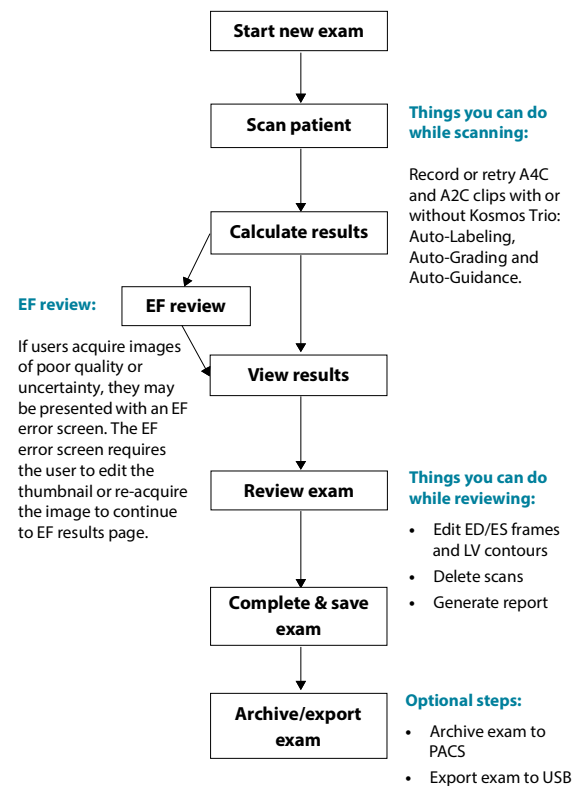 Start new exam
Scan patient
Things you can do
while scanning:
Record or retry A4C
and A2C clips with or
without Kosmos Trio:
Auto-Labeling,
Auto-Grading and
Auto-Guidance.
Calculate results
EF review:
EF review
If users acquire images
of poor quality or
uncertainty, they may
be presented with an EF
error screen. The EF
error screen requires
the user to edit the
thumbnail or re-acquire
the image to continue
to EF results page.
View results
Review exam
Things you can do
while reviewing:
• Edit ED/ES frames
and LV contours
• Delete scans
• Generate report
Complete & save
exam
Archive/export
exam
Optional steps:
• Archive exam to
PACS
• Export exam to USB